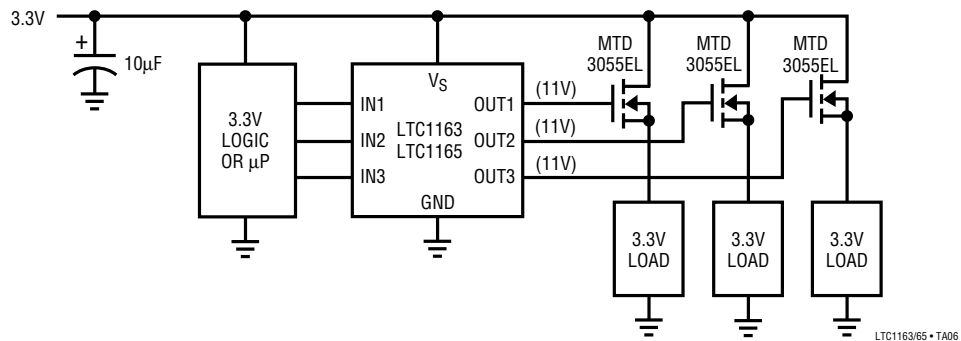 3.3V
+
10µF
3.3V
LOGIC
OR µP
VS
IN1
IN2
IN3
LTC1163
LTC1165
OUT1
OUT2
OUT3
GND
(11V)
(11V)
(11V)
MTD
3055EL
MTD
3055EL
MTD
3055EL
3.3V
LOAD
3.3V
LOAD
3.3V
LOAD
LTC1163/65 • TA06